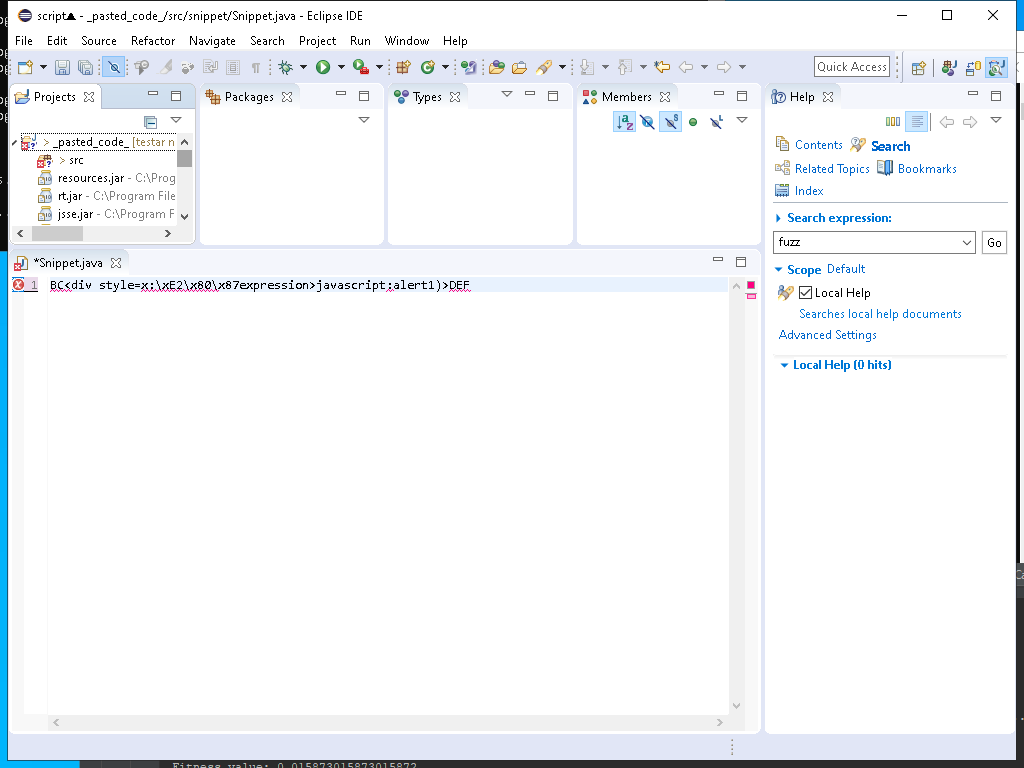 script▲ - _pasted_code_/src/snippet/Snippet.java - Eclipse IDE
File Edit Source Refactor Navigate Search Project Run Window Help
Quick Access
Projects
Packages
Types
Members
Help
> _pasted_code_ [testar n
> src
resources.jar - C:\Prog
rt.jar - C:\Program File
jsse.jar - C:\Program F
Contents Search
Related Topics Bookmarks
Index
Search expression:
fuzz
Go
Scope Default
Local Help
Searches local help documents
Advanced Settings
Local Help (0 hits)
*Snippet.java
1 BC<div style=x:\xE2\x80\x87expression>javascript:alert1)>DEF
Fitness value: 0.015873015873015872